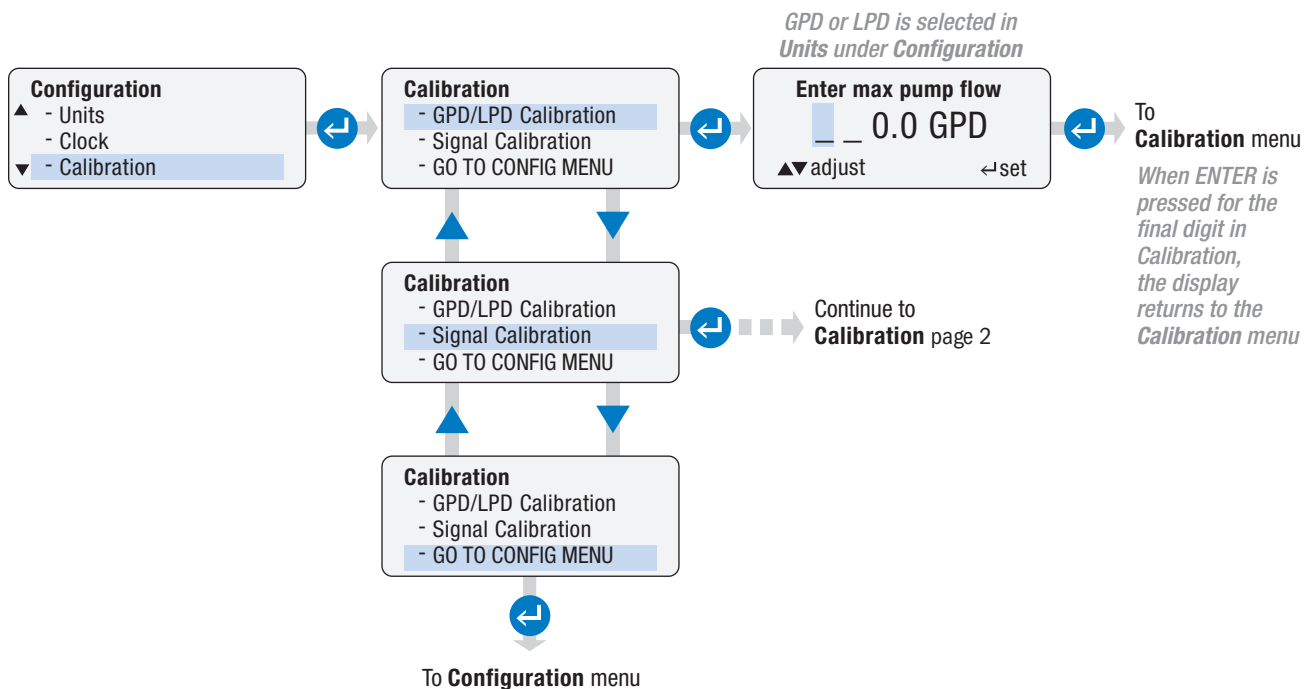 GPD or LPD is selected in
Units under Configuration
Configuration
▲ - Units
- Clock
▼ - Calibration
Calibration
- GPD/LPD Calibration
- Signal Calibration
- GO TO CONFIG MENU
Enter max pump flow
_ _ 0.0 GPD
▲▼ adjust ↵ set
To
Calibration menu
When ENTER is
pressed for the
final digit in
Calibration,
the display
returns to the
Calibration menu
Calibration
- GPD/LPD Calibration
- Signal Calibration
- GO TO CONFIG MENU
Continue to
Calibration page 2
Calibration
- GPD/LPD Calibration
- Signal Calibration
- GO TO CONFIG MENU
To Configuration menu